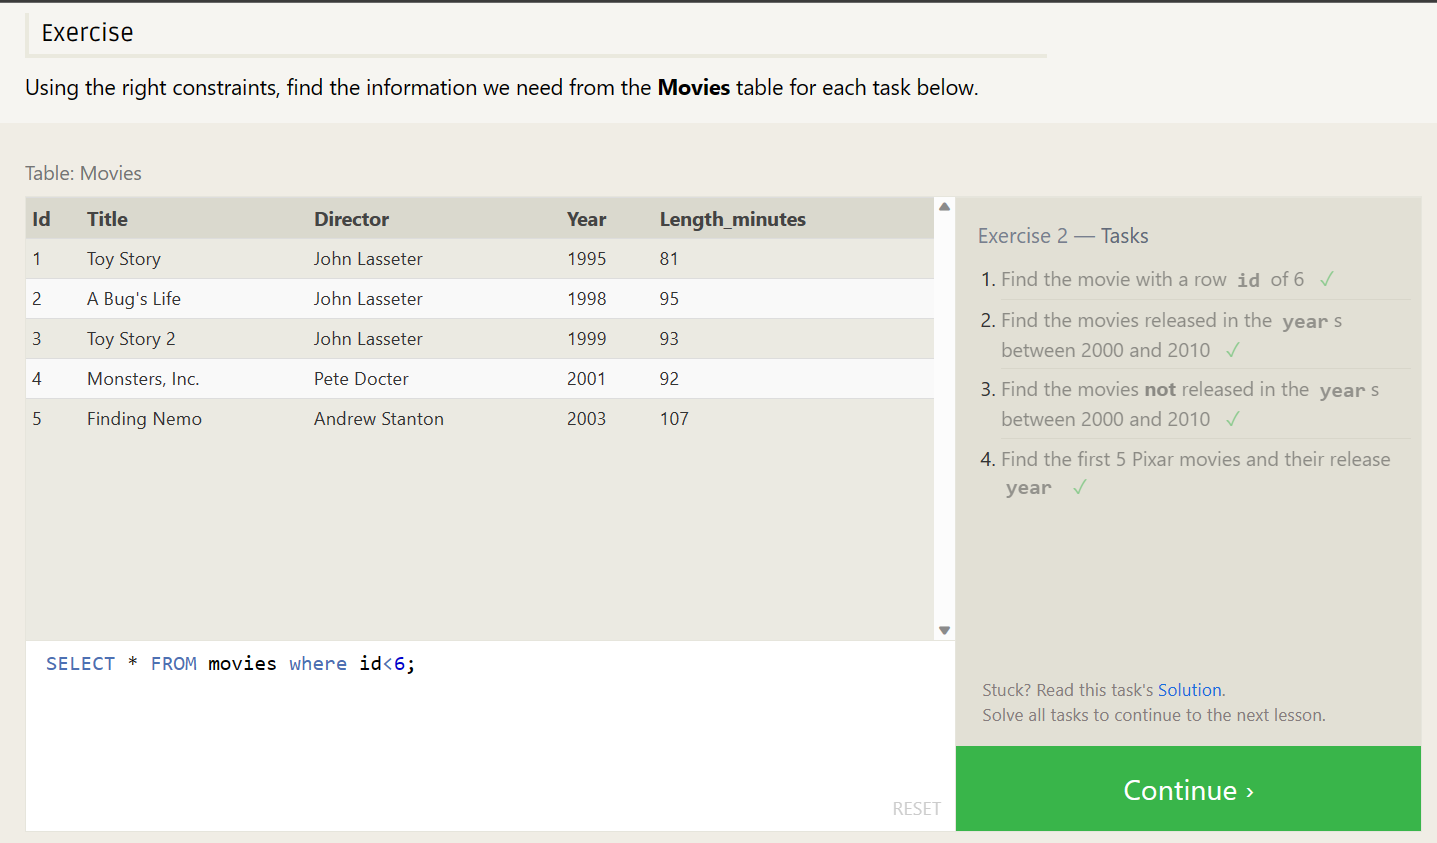 Exercise
Using the right constraints, find the information we need from the Movies table for each task below.
Table: Movies
Id Title Director Year Length_minutes
1 Toy Story John Lasseter 1995 81
2 A Bug's Life John Lasseter 1998 95
3 Toy Story 2 John Lasseter 1999 93
4 Monsters, Inc. Pete Docter 2001 92
5 Finding Nemo Andrew Stanton 2003 107
SELECT * FROM movies where id<6;
RESET
Exercise 2 — Tasks
1. Find the movie with a row id of 6 ✓
2. Find the movies released in the year s
between 2000 and 2010 ✓
3. Find the movies not released in the year s
between 2000 and 2010 ✓
4. Find the first 5 Pixar movies and their release
year ✓
Stuck? Read this task's Solution.
Solve all tasks to continue to the next lesson.
Continue ›